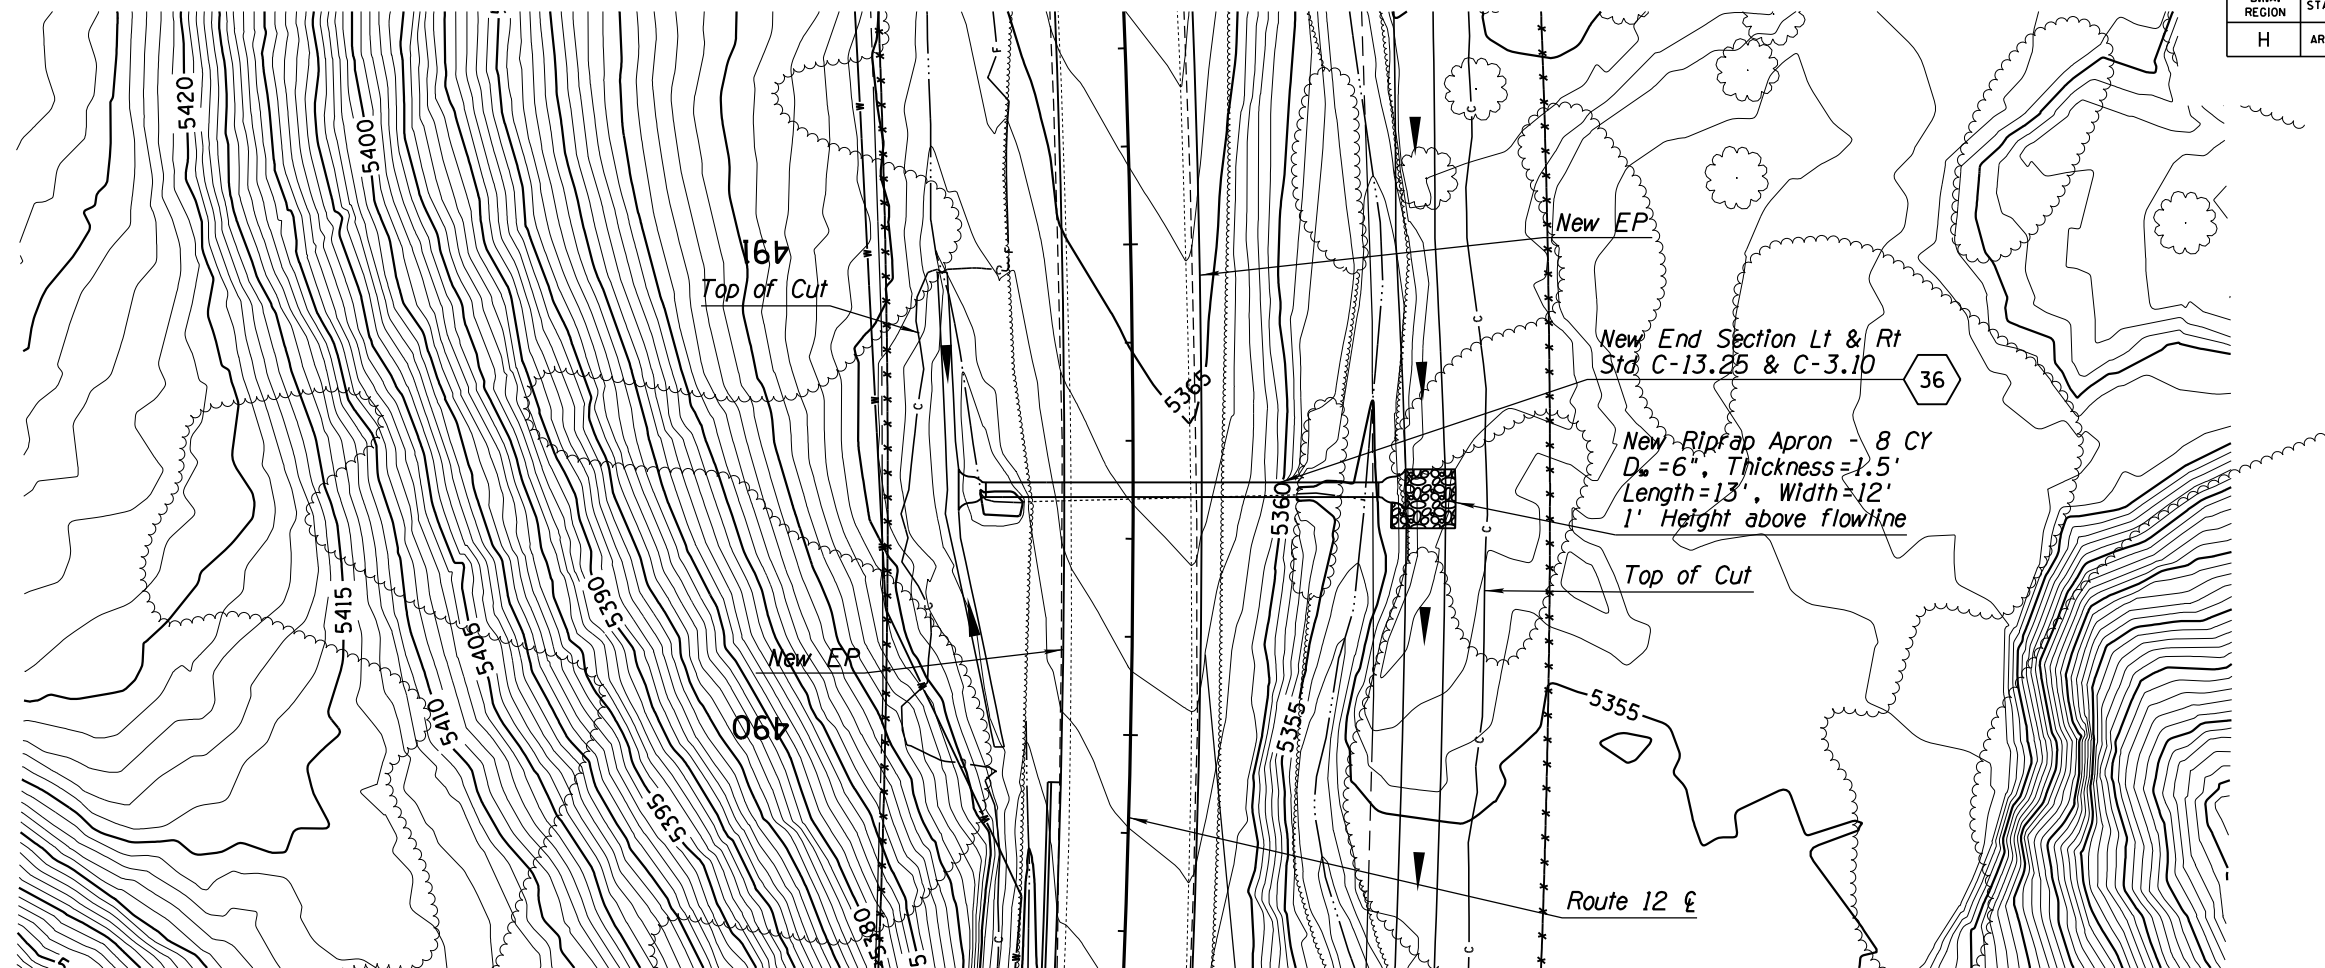 REGION
H
5420
5400
491
Top of Cut
New EP
5365
New End Section Lt & Rt
Std C-13.25 & C-3.10
36
New Riprap Apron - 8 CY
=6", Thickness=1.5'
Length=13', Width=12'
1' Height above flowline
5360
Top of Cut
5415
5390
5405
New EP
5410
490
5355
5355
5395
Route 12 ℄
5380